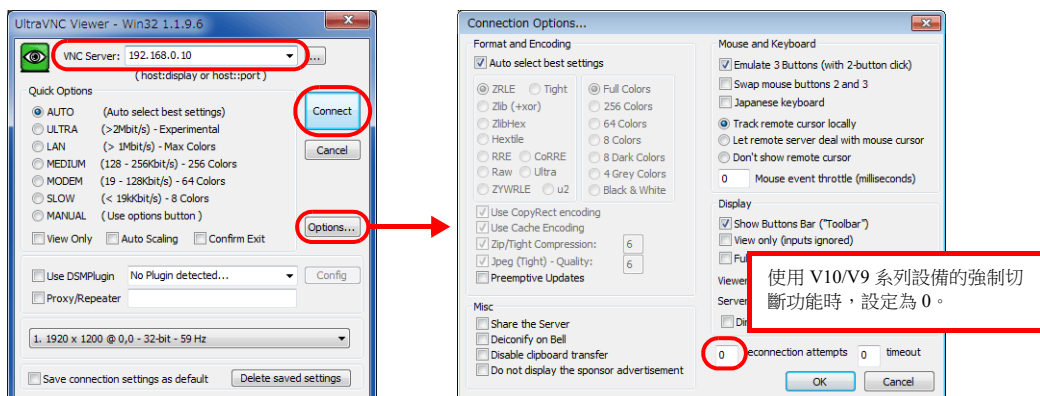 UltraVNC Viewer - Win32 1.1.9.6
VNC Server: 192.168.0.10
...
( host:display or host::port )
Quick Options
AUTO (Auto select best settings)
ULTRA (>2Mbit/s) - Experimental
LAN (> 1Mbit/s) - Max Colors
MEDIUM (128 - 256Kbit/s) - 256 Colors
MODEM (19 - 128Kbit/s) - 64 Colors
SLOW (< 19kKbit/s) - 8 Colors
MANUAL (Use options button )
Connect
Cancel
Options...
View Only Auto Scaling Confirm Exit
Use DSMPlugin No Plugin detected... Config
Proxy/Repeater
1. 1920 x 1200 @ 0,0 - 32-bit - 59 Hz
Save connection settings as default Delete saved settings
Connection Options...
Format and Encoding
Auto select best settings
ZRLE Tight Full Colors
Zlib (+xor) 256 Colors
ZlibHex 64 Colors
Hextile 8 Colors
RRE CoRRE 8 Dark Colors
Raw Ultra 4 Grey Colors
ZYWRLE u2 Black & White
Use CopyRect encoding
Use Cache Encoding
Zip/Tight Compression: 6
Jpeg (Tight) - Quality: 6
Preemptive Updates
Misc
Share the Server
Deiconify on Bell
Disable clipboard transfer
Do not display the sponsor advertisement
Mouse and Keyboard
Emulate 3 Buttons (with 2-button click)
Swap mouse buttons 2 and 3
Japanese keyboard
Track remote cursor locally
Let remote server deal with mouse cursor
Don't show remote cursor
0 Mouse event throttle (milliseconds)
Display
Show Buttons Bar ("Toolbar")
View only (inputs ignored)
Viewer
Server
使用 V10/V9 系列設備的強制切
斷功能時，設定為 0。
0 econnection attempts 0 timeout
OK Cancel